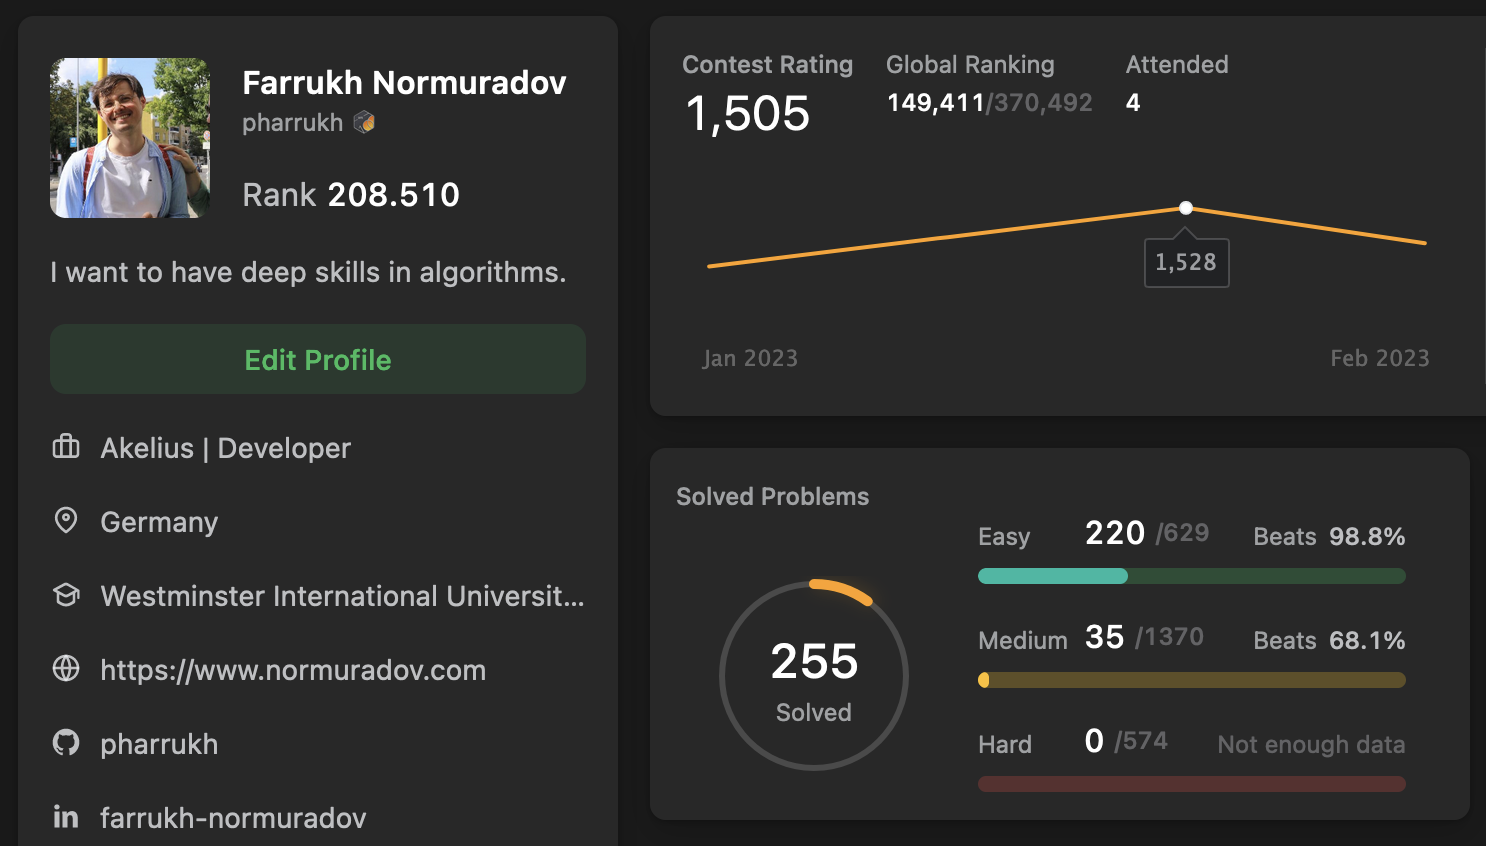 Farrukh Normuradov
pharrukh
Rank 208.510
I want to have deep skills in algorithms.
Edit Profile
Akelius | Developer
Germany
Westminster International Universit...
https://www.normuradov.com
pharrukh
in farrukh-normuradov
Contest Rating
1,505
Global Ranking
149,411/370,492
Attended
4
1,528
Jan 2023
Feb 2023
Solved Problems
255
Solved
Easy 220 /629 Beats 98.8%
Medium 35 /1370 Beats 68.1%
Hard 0 /574 Not enough data